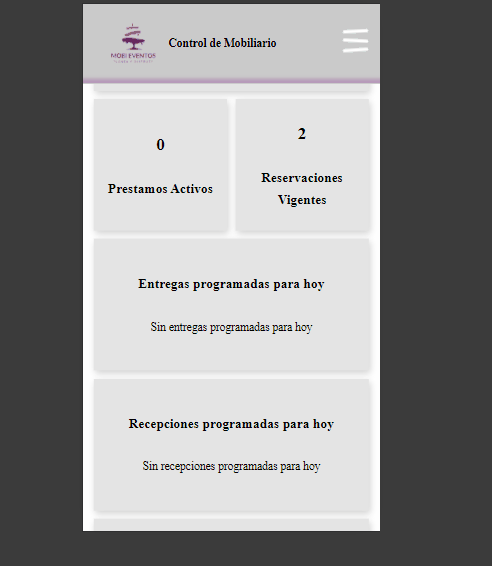 Control de Mobiliario
MOBI EVENTOS
0
Prestamos Activos
2
Reservaciones
Vigentes
Entregas programadas para hoy
Sin entregas programadas para hoy
Recepciones programadas para hoy
Sin recepciones programadas para hoy